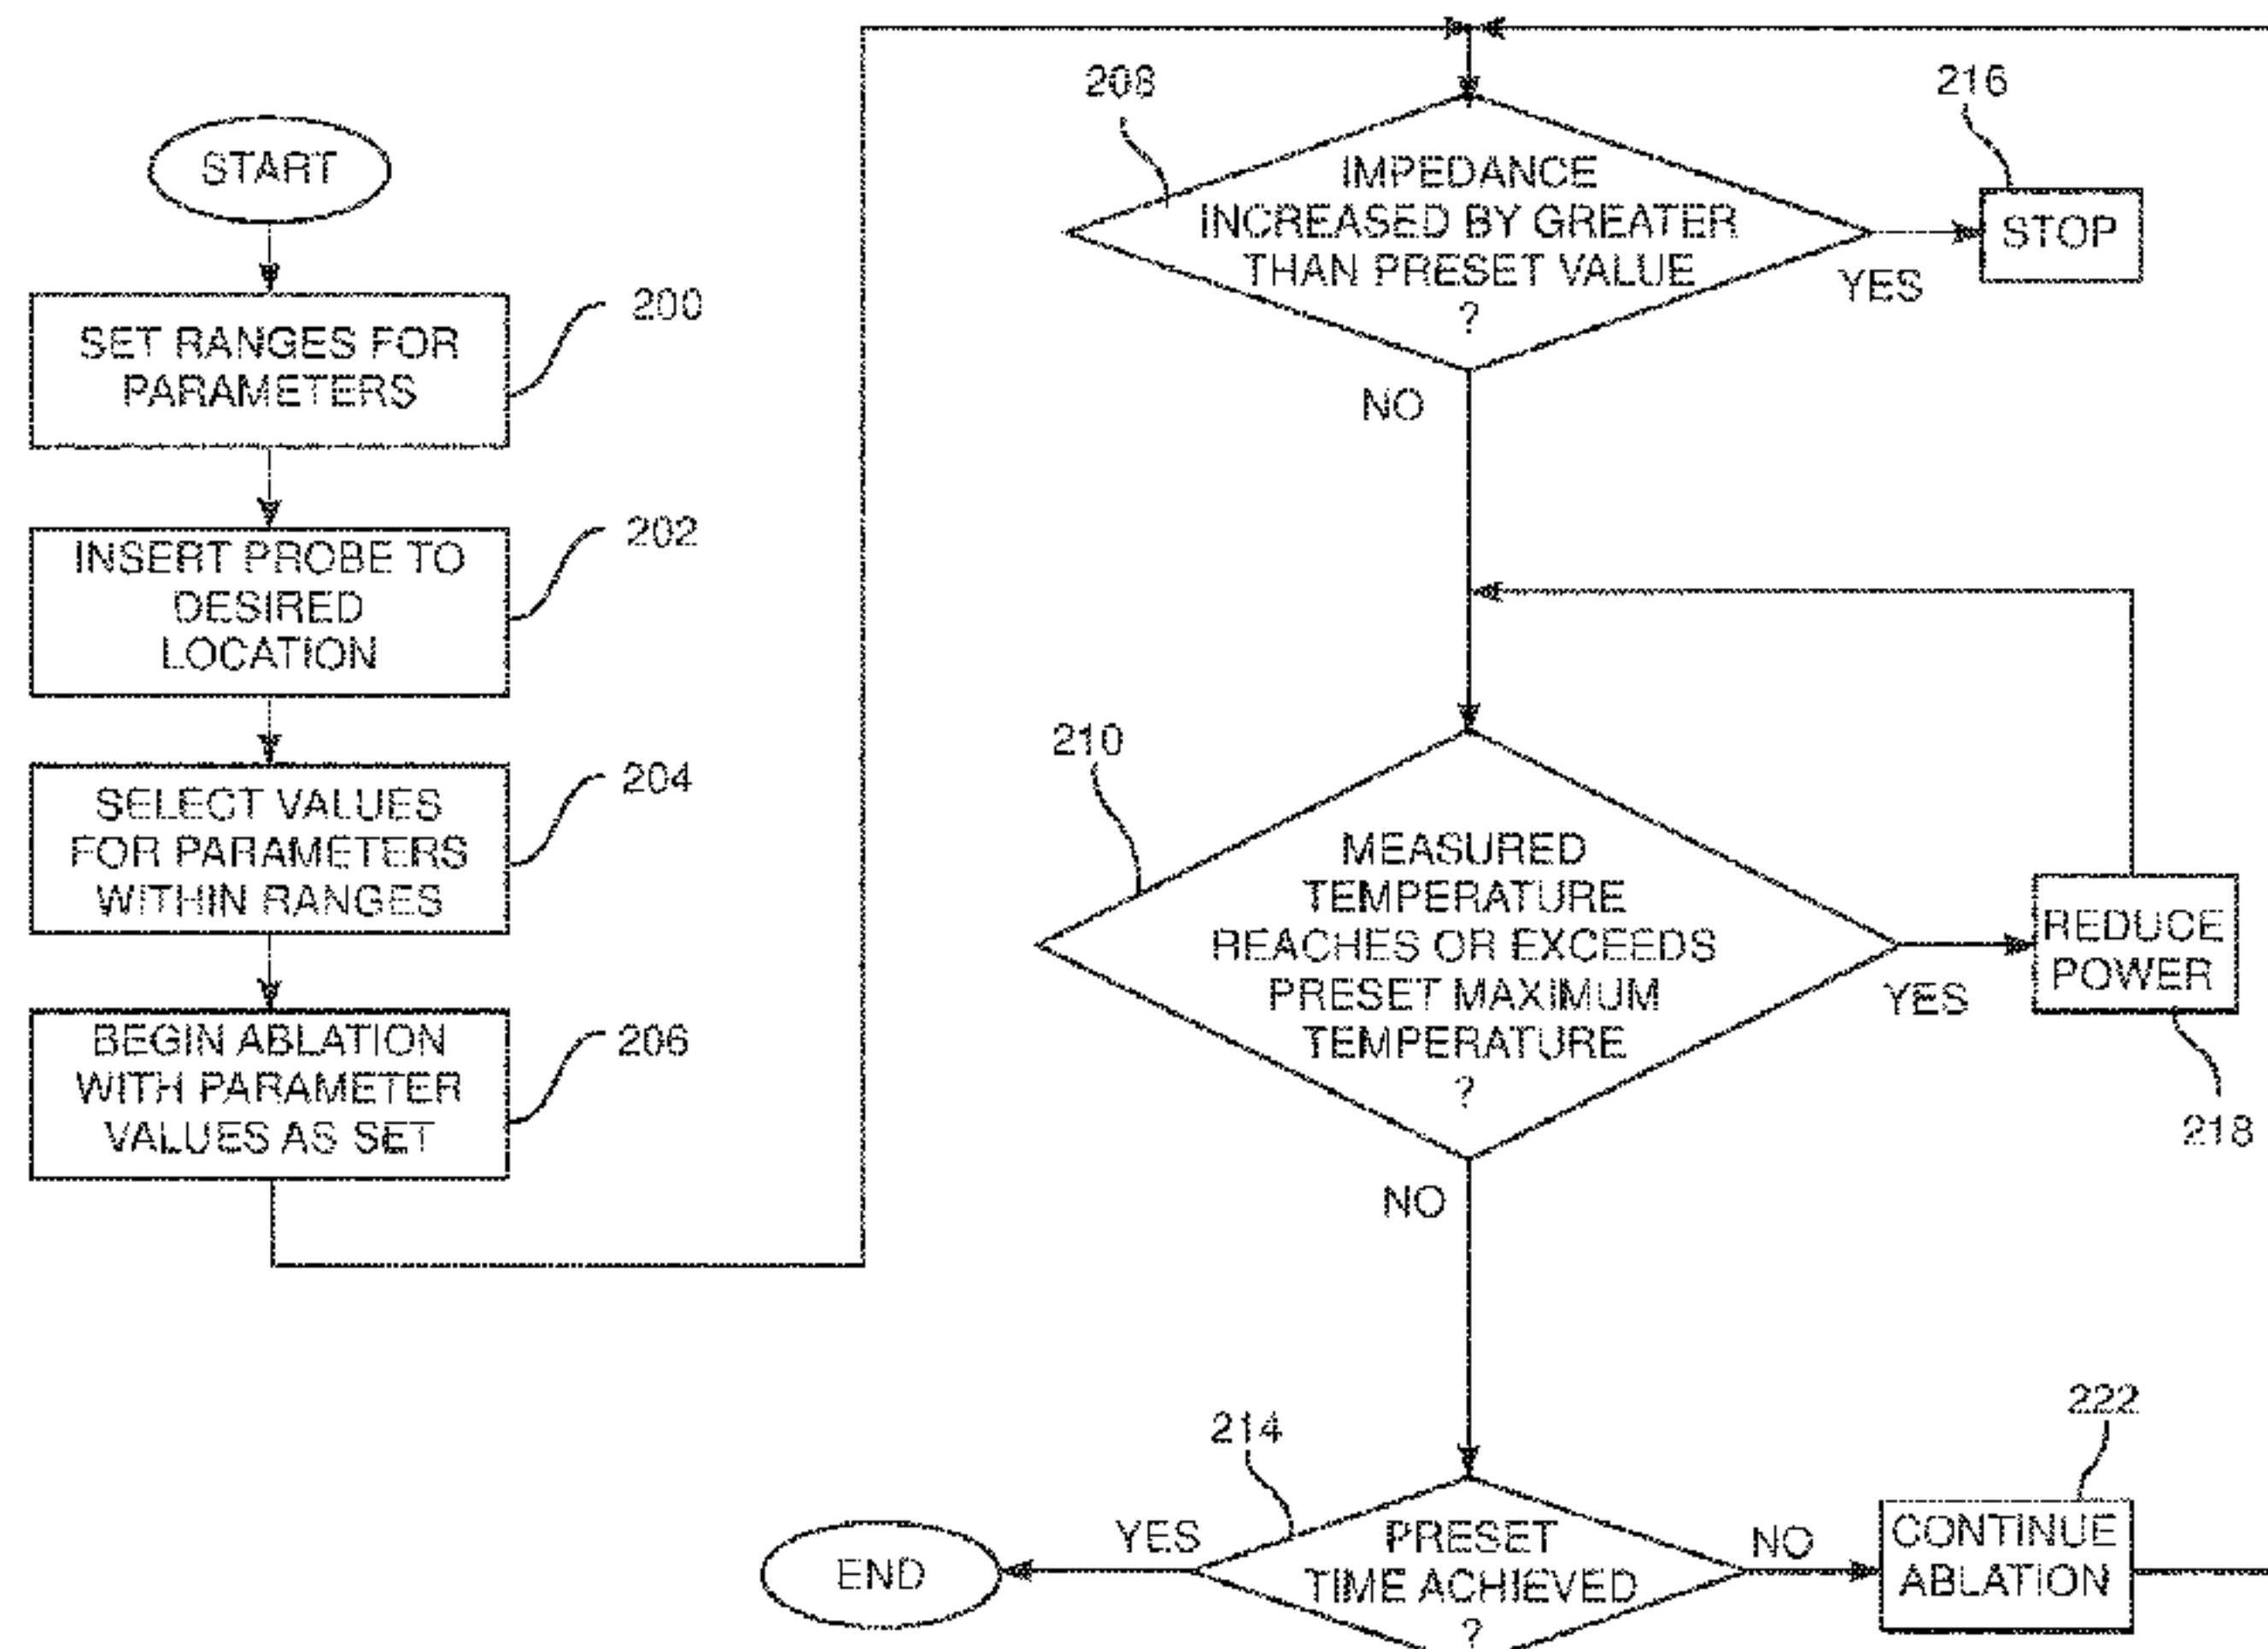 START
200
SET RANGES FOR
PARAMETERS
202
INSERT PROBE TO
DESIRED
LOCATION
204
SELECT VALUES
FOR PARAMETERS
WITHIN RANGES
206
BEGIN ABLATION
WITH PARAMETER
VALUES AS SET
208
IMPEDANCE
INCREASED BY GREATER
THAN PRESET VALUE
?
YES
216
STOP
NO
210
MEASURED
TEMPERATURE
REACHES OR EXCEEDS
PRESET MAXIMUM
TEMPERATURE
?
YES
REDUCE
POWER
218
NO
214
PRESET
TIME ACHIEVED
?
YES
END
NO
222
CONTINUE
ABLATION